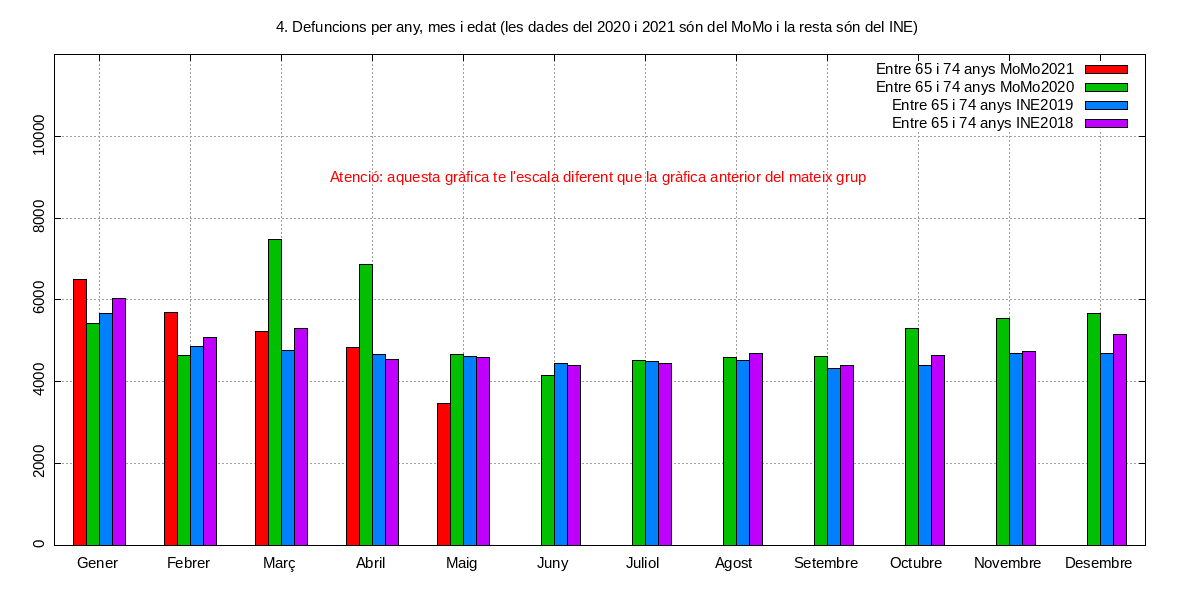 4. Defuncions per any, mes i edat (les dades del 2020 i 2021 són del MoMo i la resta són del INE)
Entre 65 i 74 anys MoMo2021
Entre 65 i 74 anys MoMo2020
Entre 65 i 74 anys INE2019
Entre 65 i 74 anys INE2018
Atenció: aquesta gràfica te l'escala diferent que la gràfica anterior del mateix grup
10000
8000
6000
4000
2000
0
Gener Febrer Març Abril Maig Juny Juliol Agost Setembre Octubre Novembre Desembre